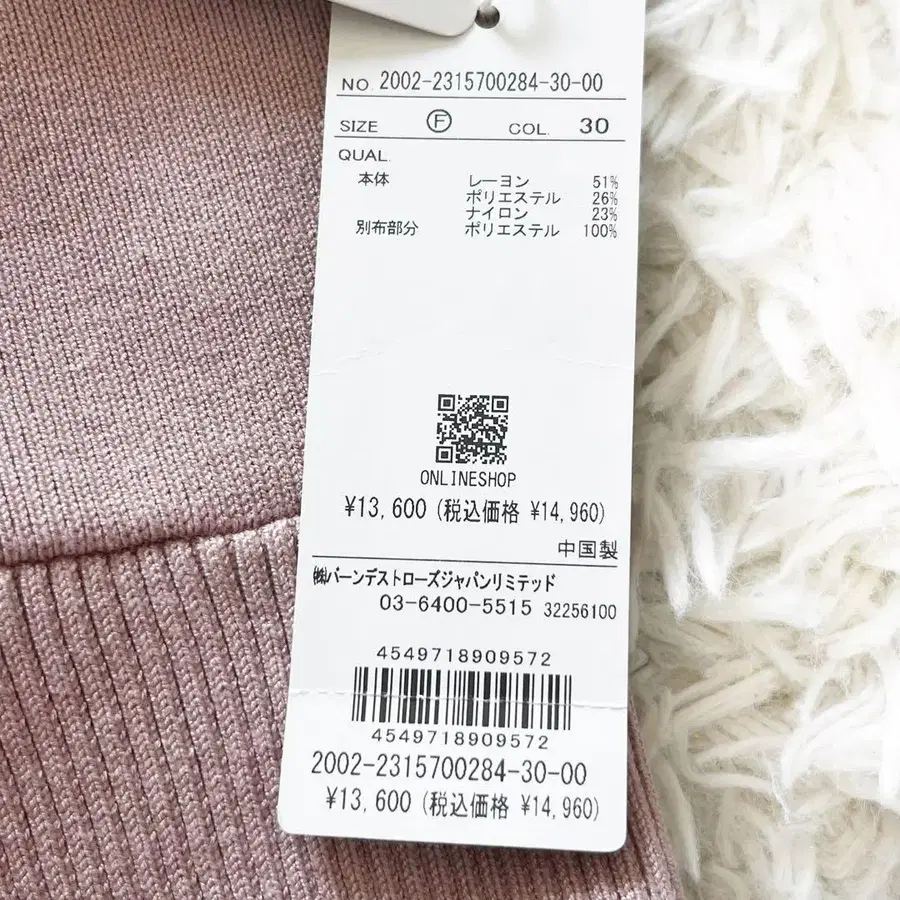 NO. 2002-2315700284-30-00
SIZE Ⓕ COL. 30
QUAL.
本体 レーヨン 51%
ポリエステル 26%
ナイロン 23%
別布部分 ポリエステル 100%
ONLINESHOP
¥13,600 (税込価格 ¥14,960)
中国製
㈱バーンデストローズジャパンリミテッド
03-6400-5515 32256100
4549718909572
4549718909572
2002-2315700284-30-00
¥13,600 (税込価格 ¥14,960)